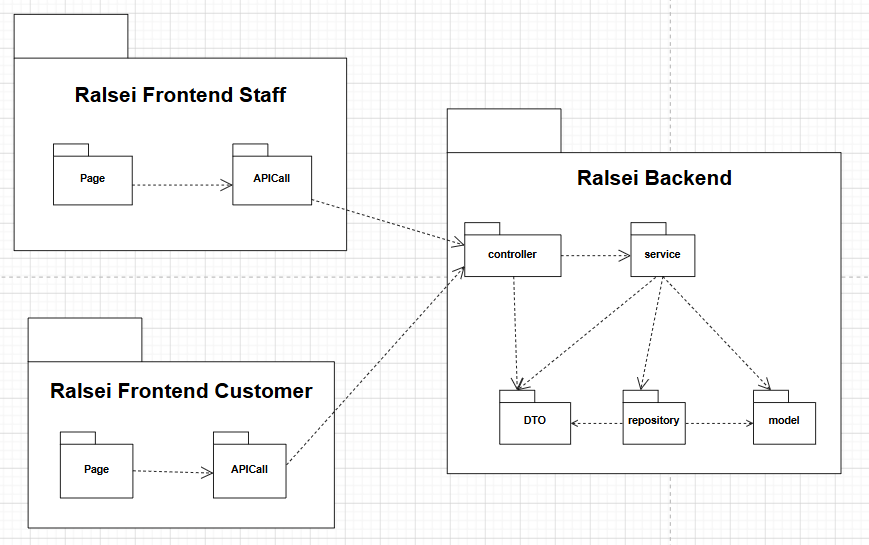 Ralsei Frontend Staff
Page
APICall
Ralsei Backend
controller
service
DTO
repository
model
Ralsei Frontend Customer
Page
APICall